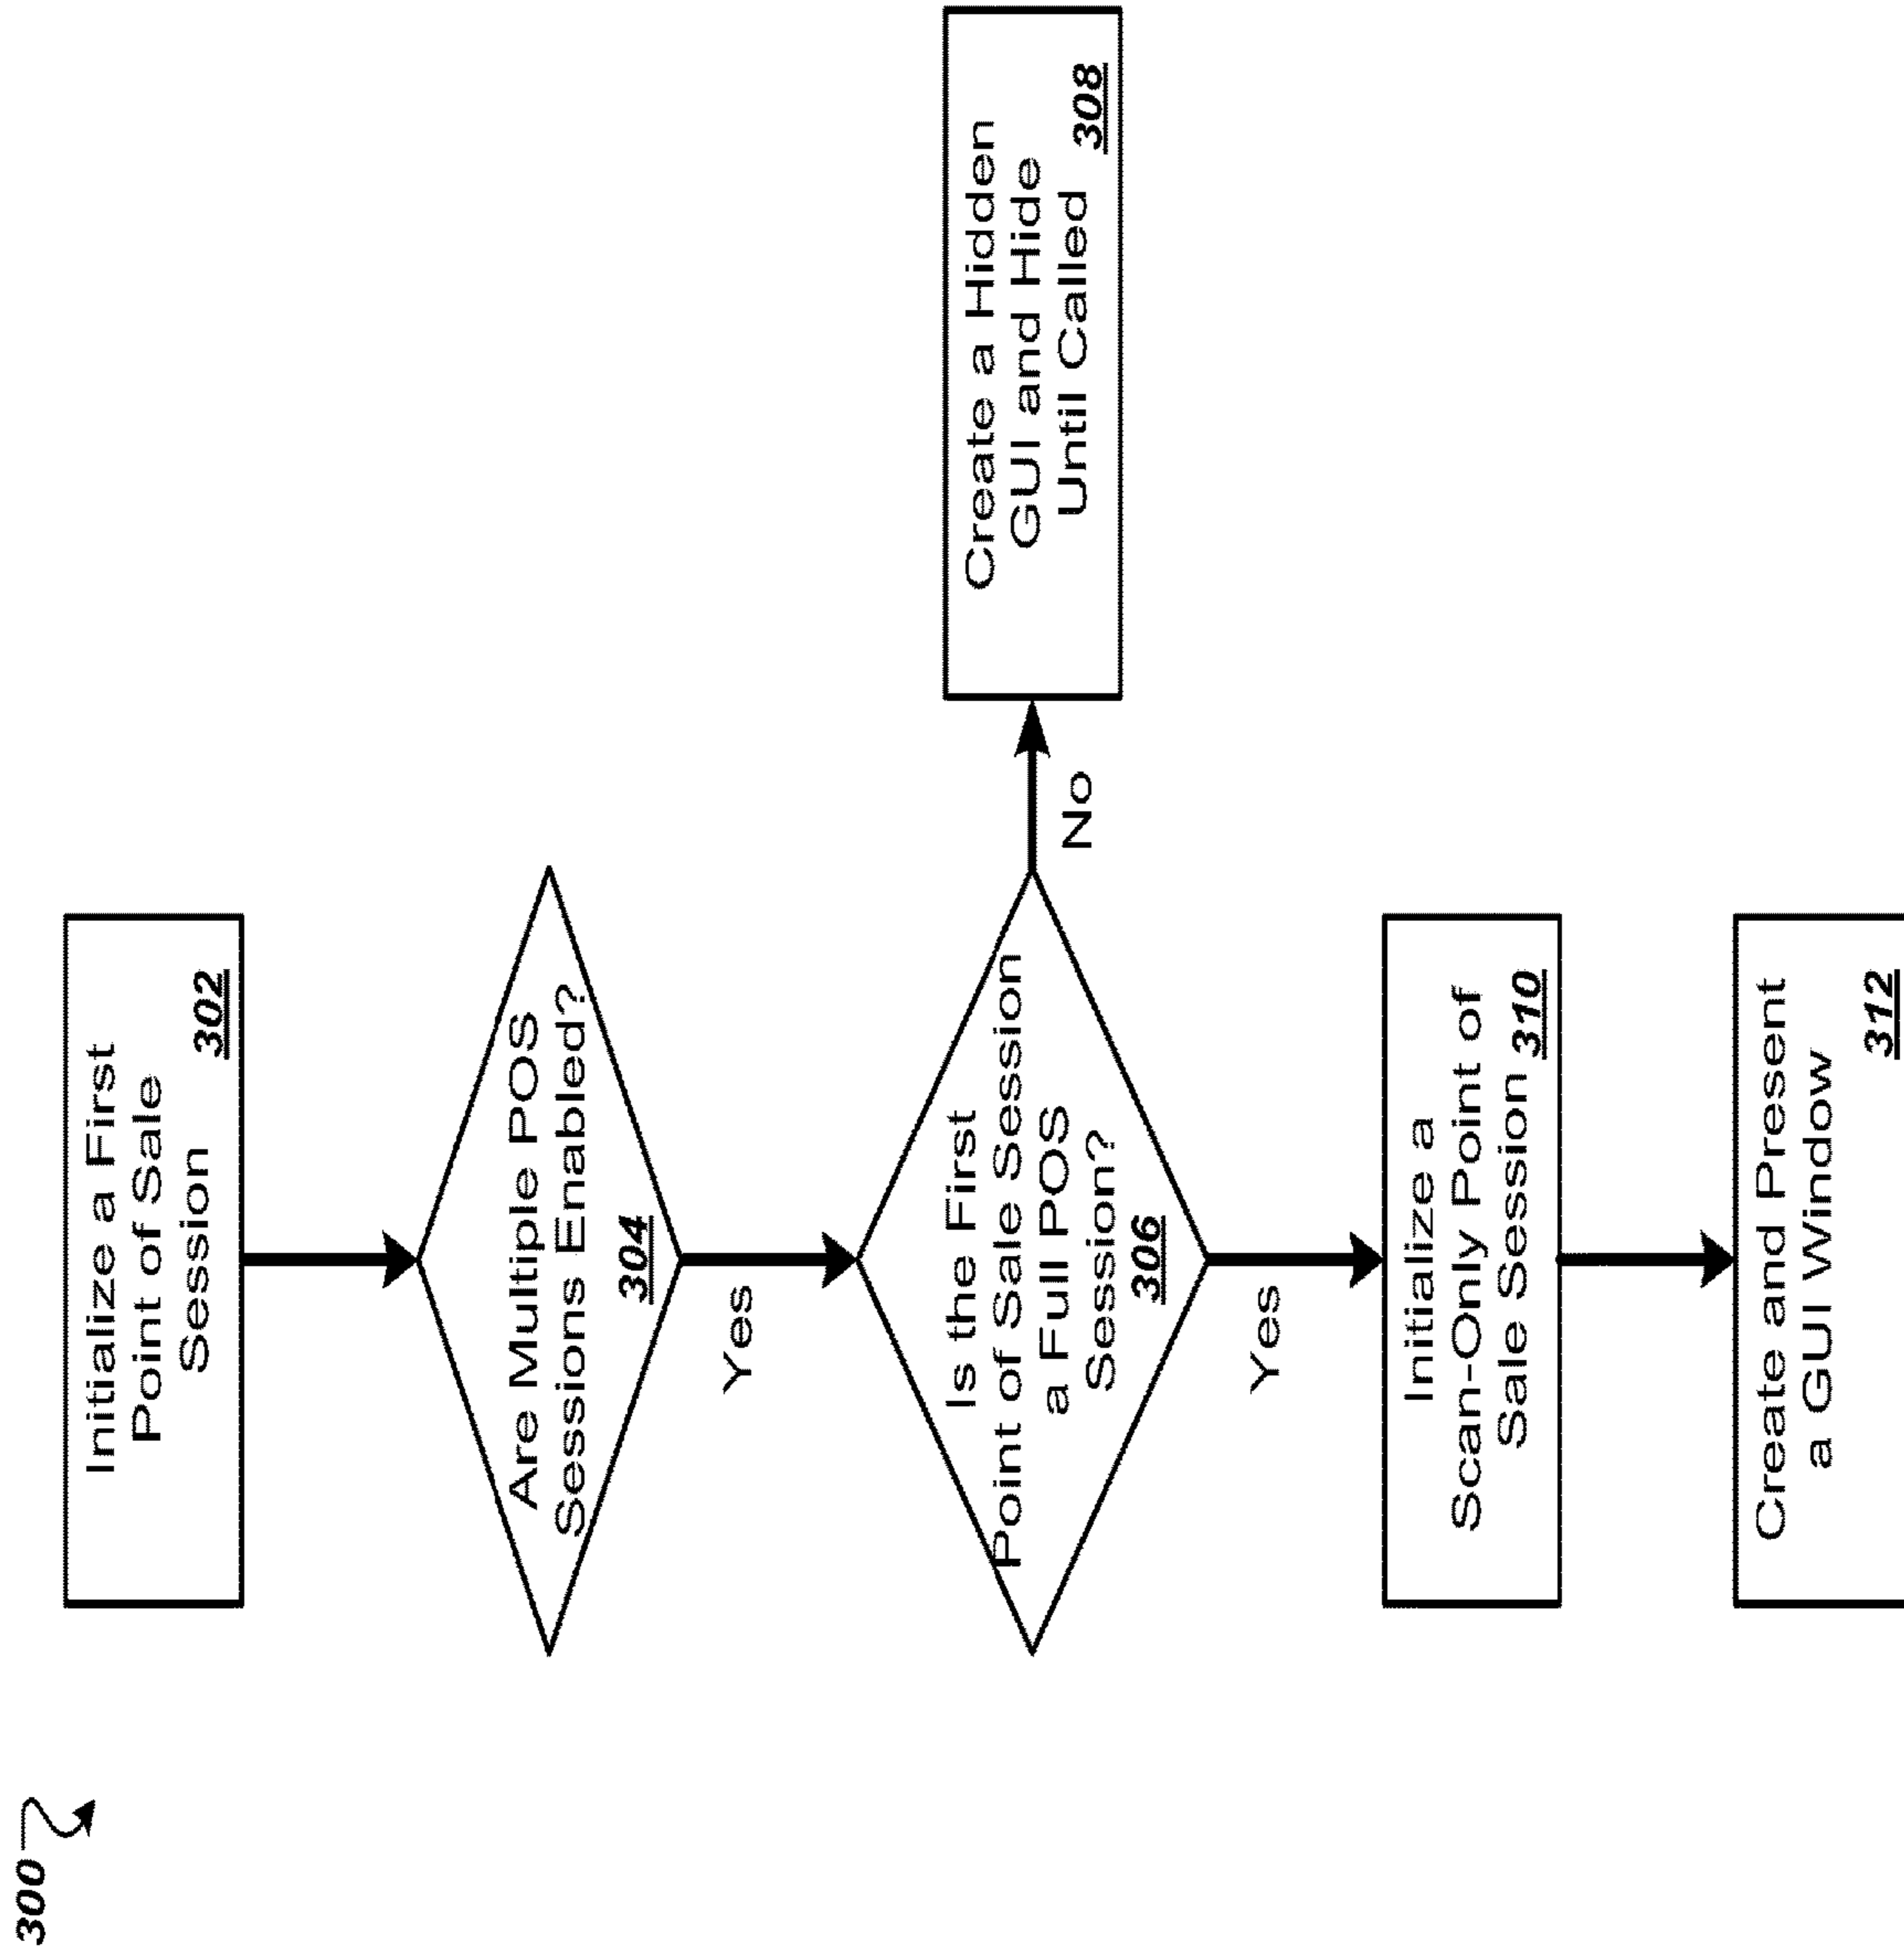 300
Initialize a First
Point of Sale
Session
302
Are Multiple POS
Sessions Enabled?
304
Yes
Is the First
Point of Sale Session
a Full POS
Session?
306
No
Create a Hidden
GUI and Hide
Until Called
308
Yes
Initialize a
Scan-Only Point of
Sale Session
310
Create and Present
a GUI Window
312